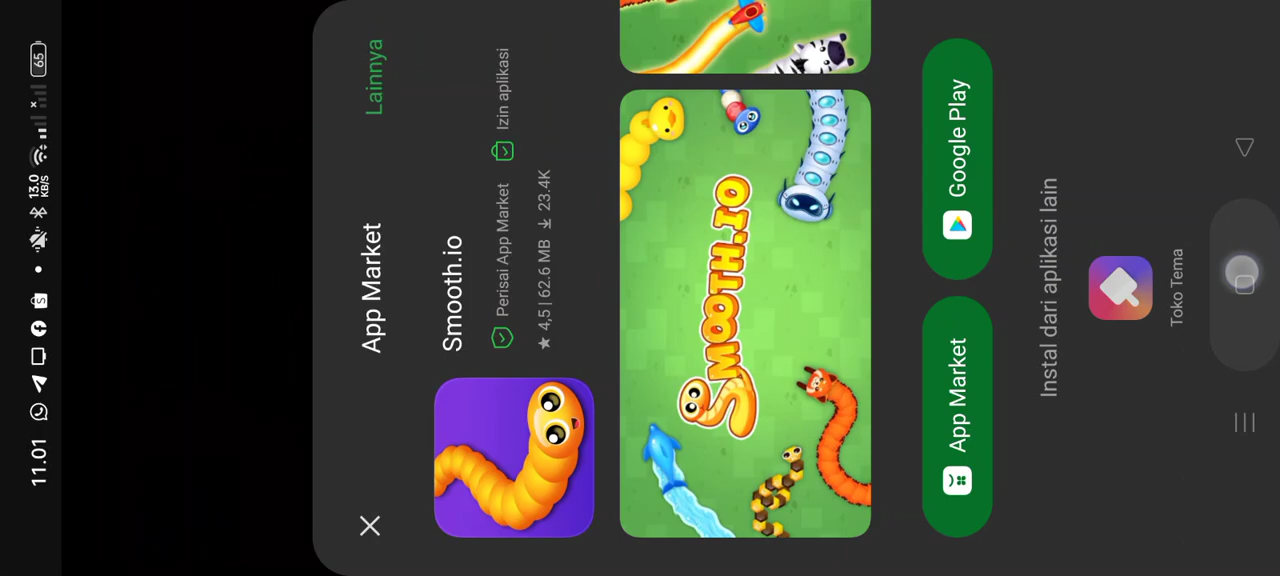 11.01
13.0
KB/S
65
App Market
Lainnya
Smooth.io
Perisai App Market
Izin aplikasi
4,5 | 62.6 MB 23.4K
SMOOTH.IO
App Market
Google Play
Instal dari aplikasi lain
Toko Tema